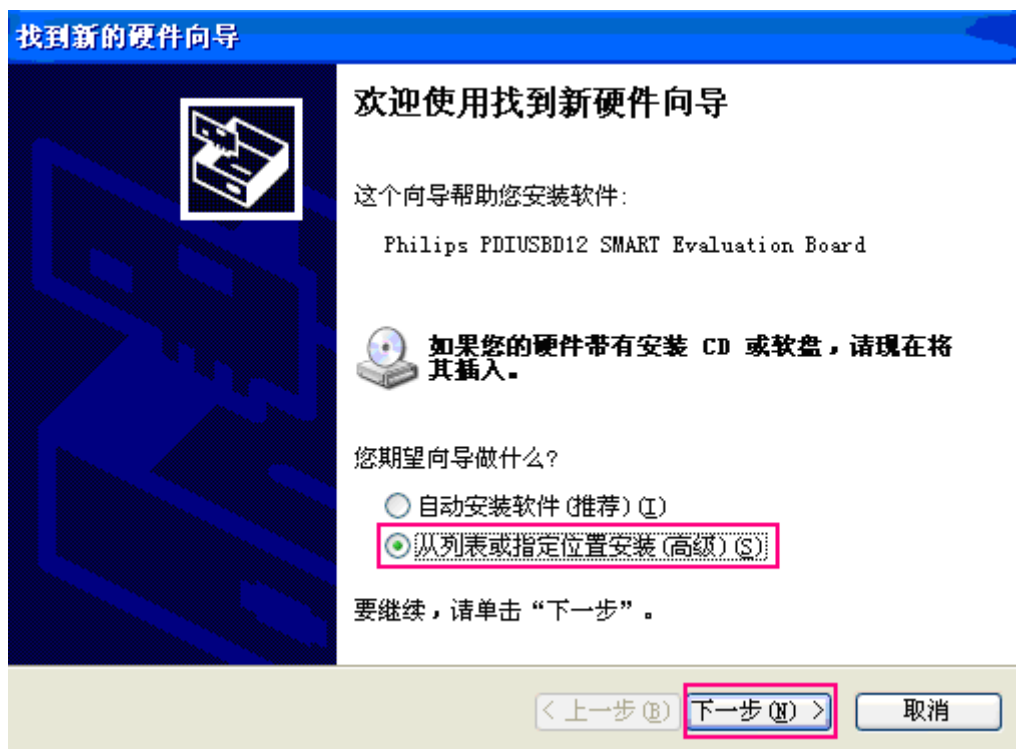 找到新的硬件向导
欢迎使用找到新硬件向导
这个向导帮助您安装软件:
Philips PDIUSBD12 SMART Evaluation Board
如果您的硬件带有安装 CD 或软盘，请现在将
其插入。
您期望向导做什么?
自动安装软件(推荐)(I)
从列表或指定位置安装(高级)(S)
要继续，请单击“下一步”。
< 上一步(B) 下一步(N) > 取消